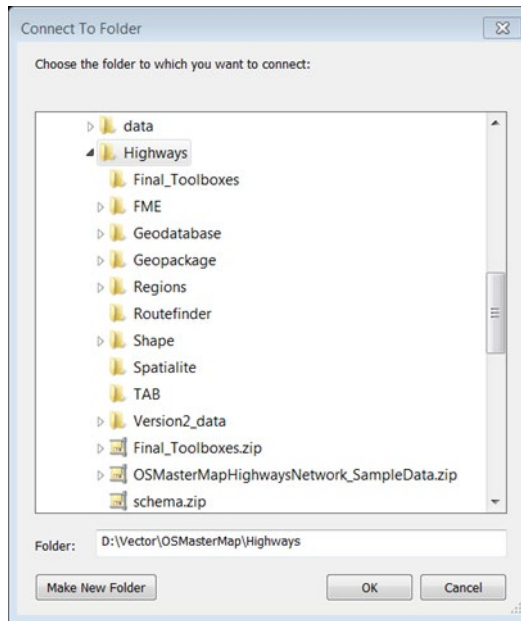 Connect To Folder
Choose the folder to which you want to connect:
data
Highways
Final_Toolboxes
FME
Geodatabase
Geopackage
Regions
Routefinder
Shape
Spatialite
TAB
Version2_data
Final_Toolboxes.zip
OSMasterMapHighwaysNetwork_SampleData.zip
schema.zip
Folder: D:\Vector\OSMasterMap\Highways
Make New Folder OK Cancel